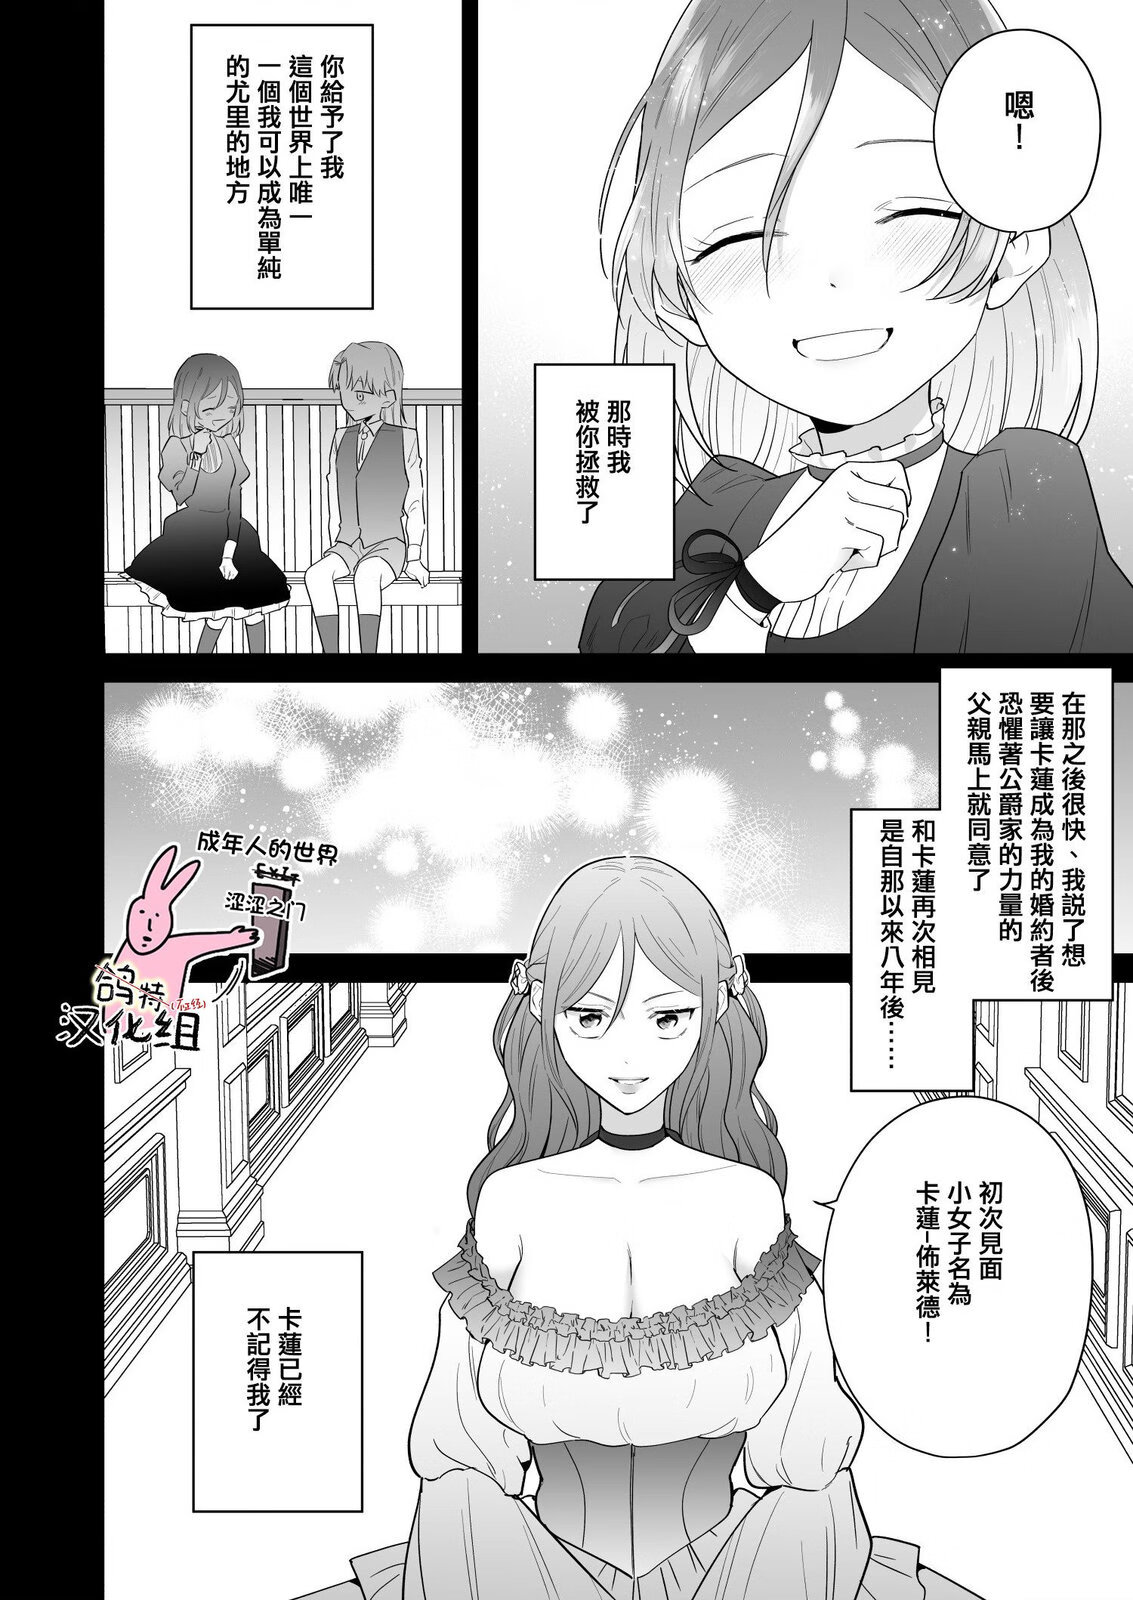 嗯！
那時我
被你拯救了
你給予了我
這個世界上唯一
一個我可以成為單純
的尤里的地方
在那之後很快、我説了想
要讓卡蓮成為我的婚約者後
恐懼著公爵家的力量的
父親馬上就同意了
和卡蓮再次相見
是自那以來八年後……
成年人的世界
EXIT
涩涩之门
鸽特(不正经)
汉化组
初次見面
小女子名為
卡蓮-佈萊德！
卡蓮已經
不記得我了